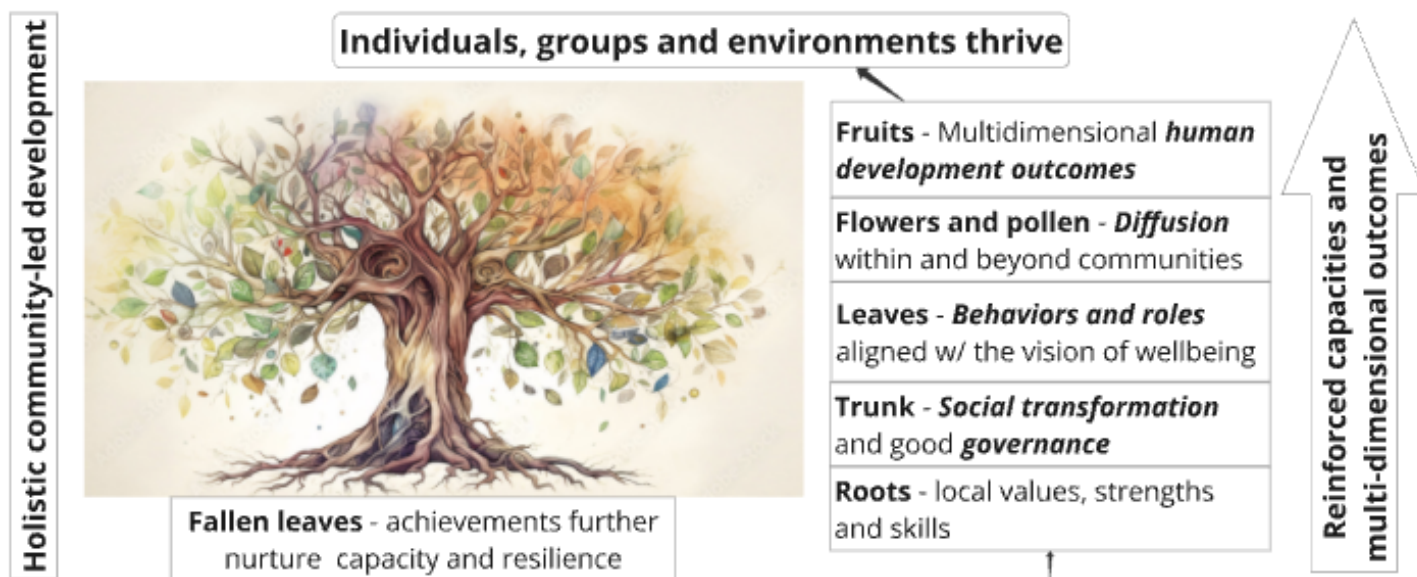 Holistic community-led development
Individuals, groups and environments thrive
Fruits - Multidimensional human
development outcomes
Flowers and pollen - Diffusion
within and beyond communities
Leaves - Behaviors and roles
aligned w/ the vision of wellbeing
Trunk - Social transformation
and good governance
Roots - local values, strengths
and skills
Fallen leaves - achievements further
nurture capacity and resilience
Reinforced capacities and
multi-dimensional outcomes